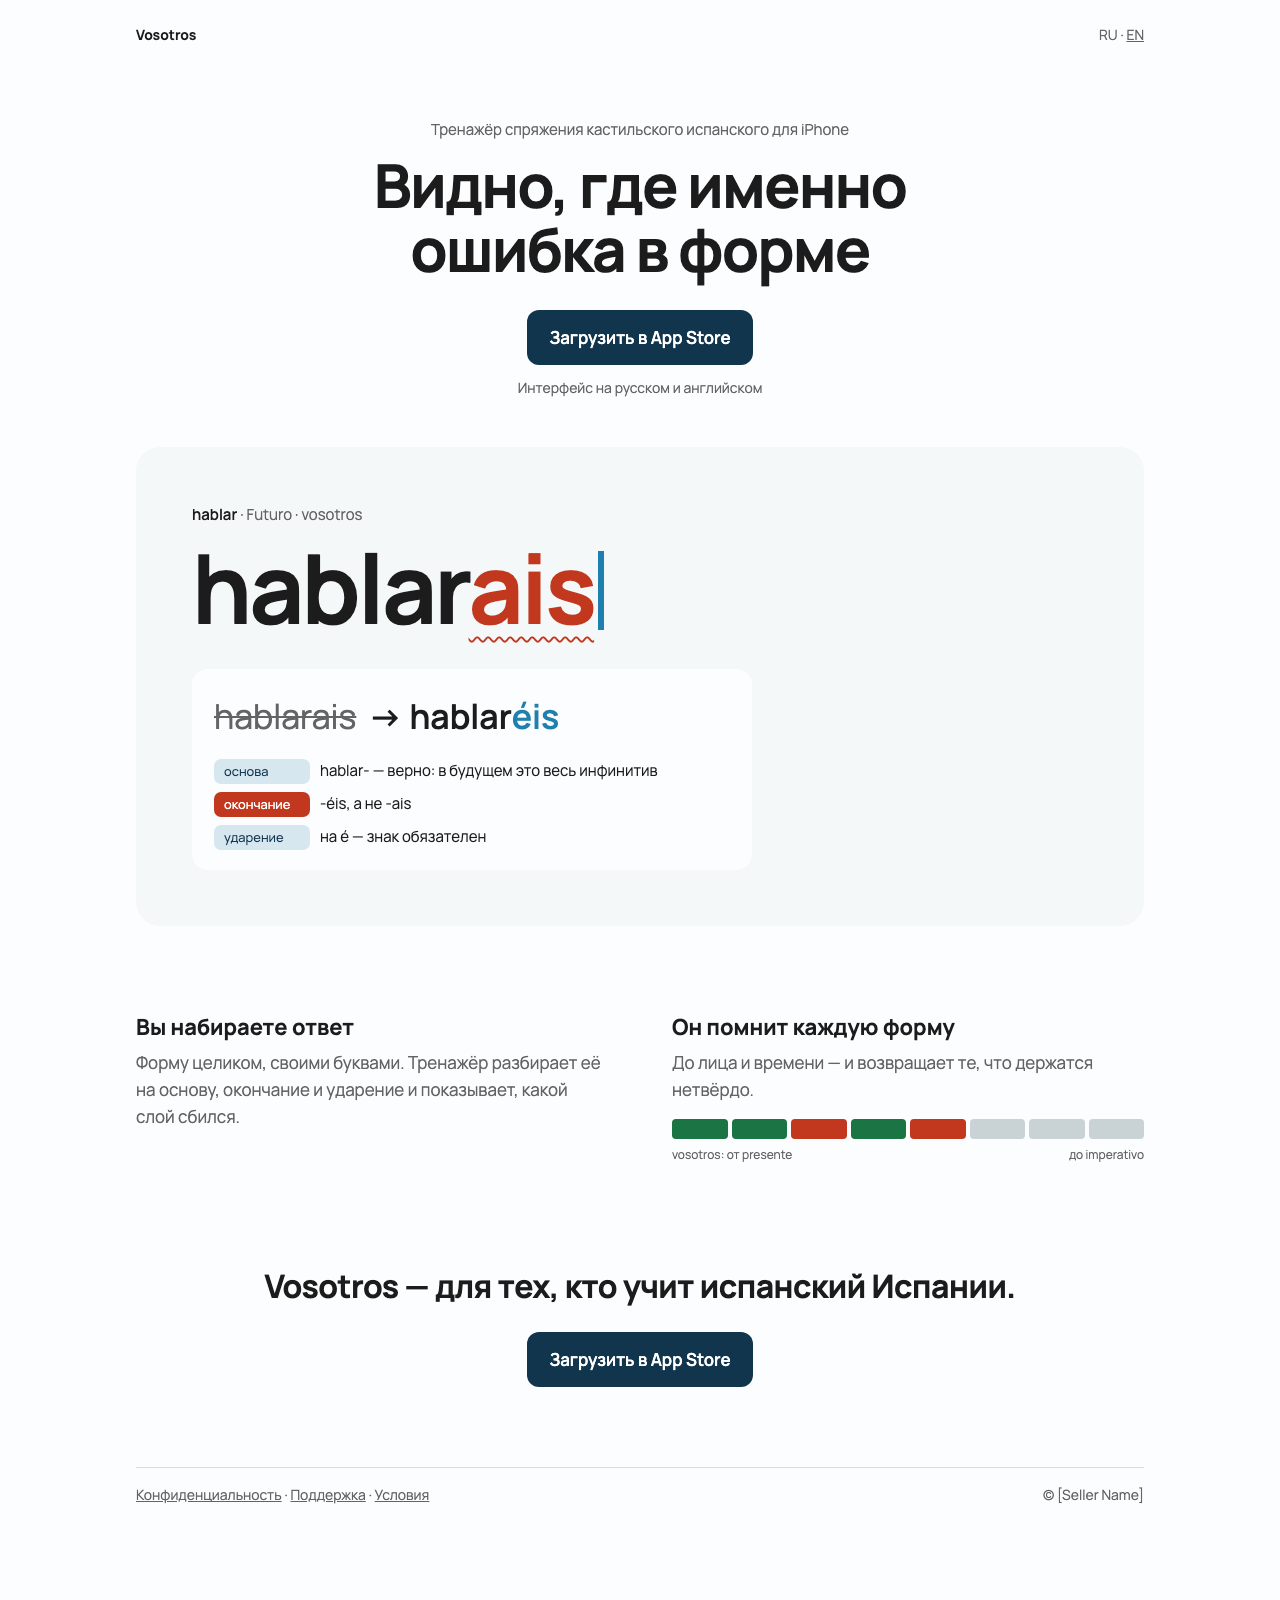 Vosotros
RU · EN
Тренажёр спряжения кастильского испанского для iPhone
Видно, где именно
ошибка в форме
Загрузить в App Store
Интерфейс на русском и английском
hablar · Futuro · vosotros
hablarais
hablarais → hablaréis
основа hablar- — верно: в будущем это весь инфинитив
окончание -éis, а не -ais
ударение на é — знак обязателен
Вы набираете ответ
Форму целиком, своими буквами. Тренажёр разбирает её
на основу, окончание и ударение и показывает, какой
слой сбился.
Он помнит каждую форму
До лица и времени — и возвращает те, что держатся
нетвёрдо.
vosotros: от presente
до imperativo
Vosotros — для тех, кто учит испанский Испании.
Загрузить в App Store
Конфиденциальность · Поддержка · Условия
© [Seller Name]